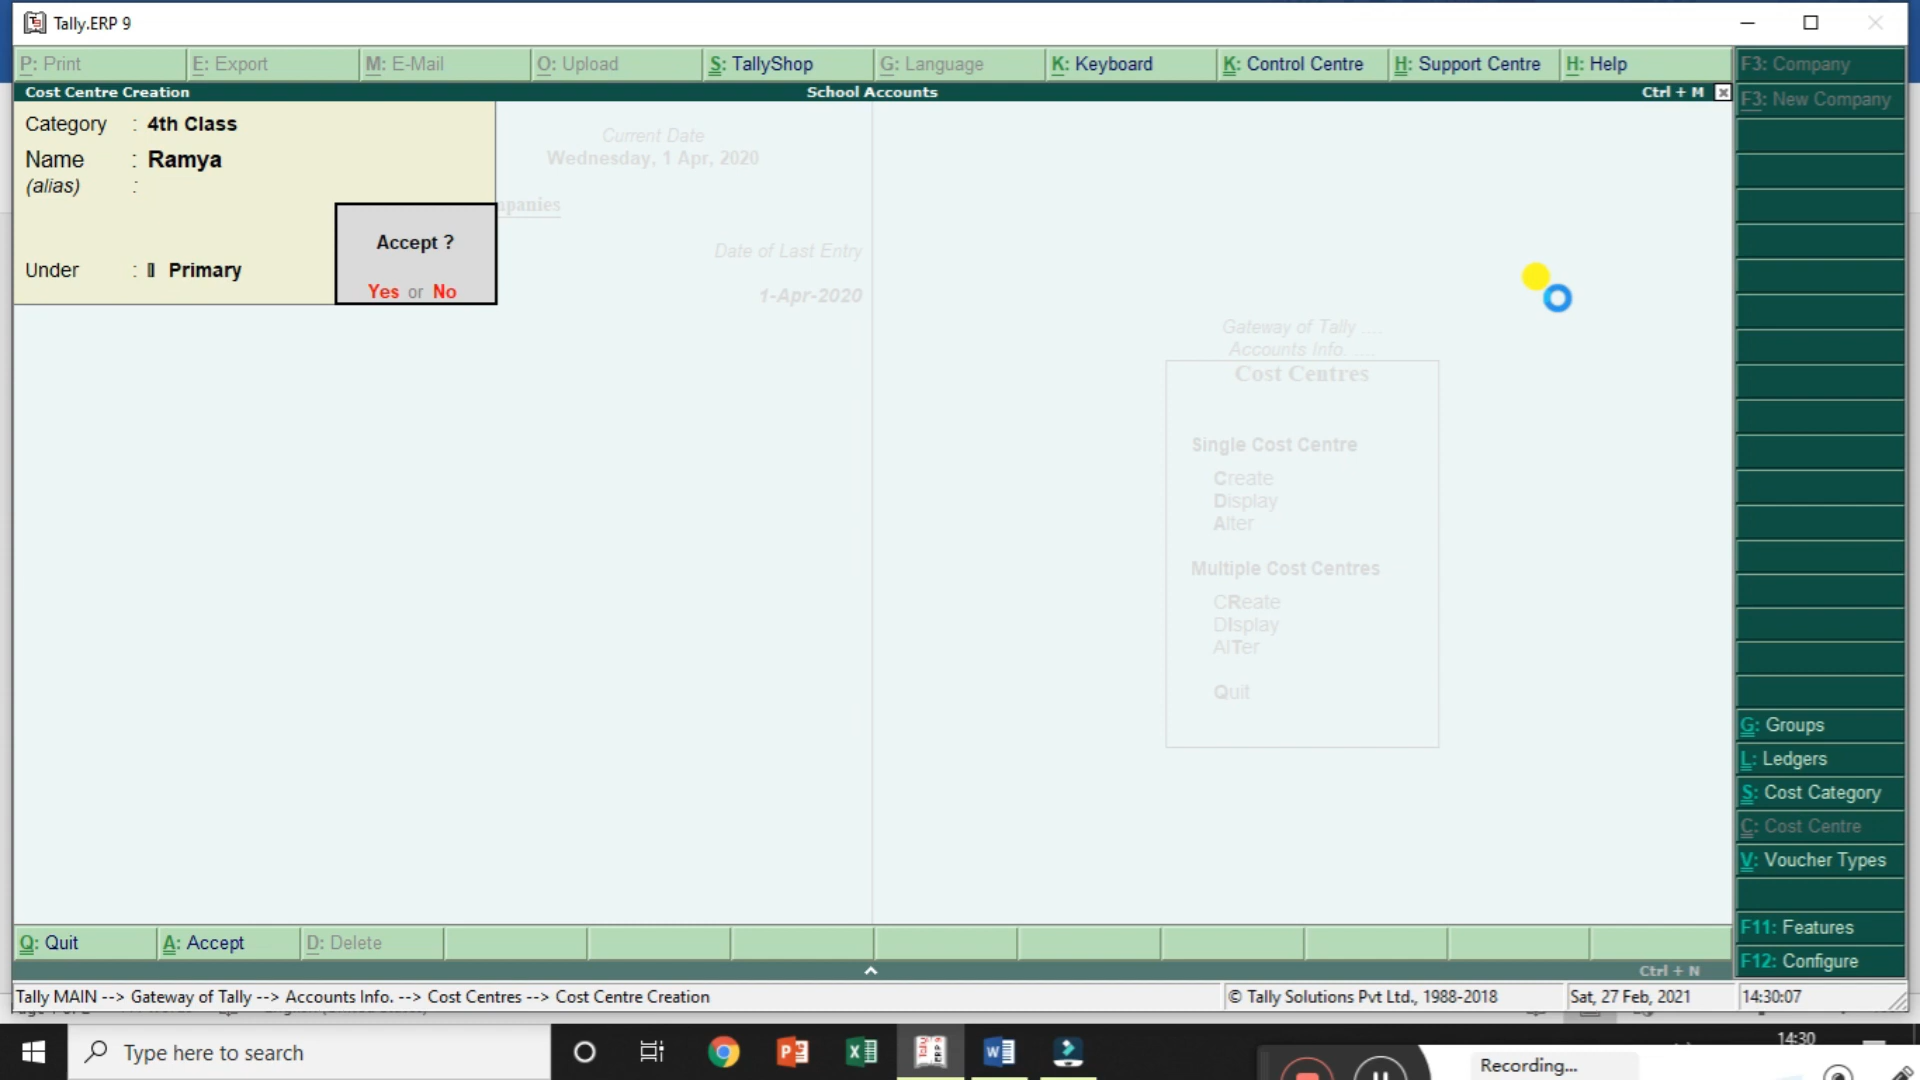 Tally.ERP 9
P: Print E: Export M: E-Mail O: Upload S: TallyShop G: Language K: Keyboard K: Control Centre H: Support Centre H: Help
F3: Company
Cost Centre Creation School Accounts Ctrl + M
F3: New Company
Category : 4th Class
Name : Ramya
(alias) :
Under : Primary
Accept ?
Yes or No
Current Date
Wednesday, 1 Apr, 2020
panies
Date of Last Entry
1-Apr-2020
Gateway of Tally ....
Accounts Info. ....
Cost Centres
Single Cost Centre
Create
Display
Alter
Multiple Cost Centres
CReate
DIsplay
AlTer
Quit
G: Groups
L: Ledgers
S: Cost Category
C: Cost Centre
V: Voucher Types
F11: Features
F12: Configure
Q: Quit A: Accept D: Delete
Ctrl + N
Tally MAIN --> Gateway of Tally --> Accounts Info. --> Cost Centres --> Cost Centre Creation © Tally Solutions Pvt Ltd., 1988-2018 Sat, 27 Feb, 2021 14:30:07
Type here to search
14:30
Recording...